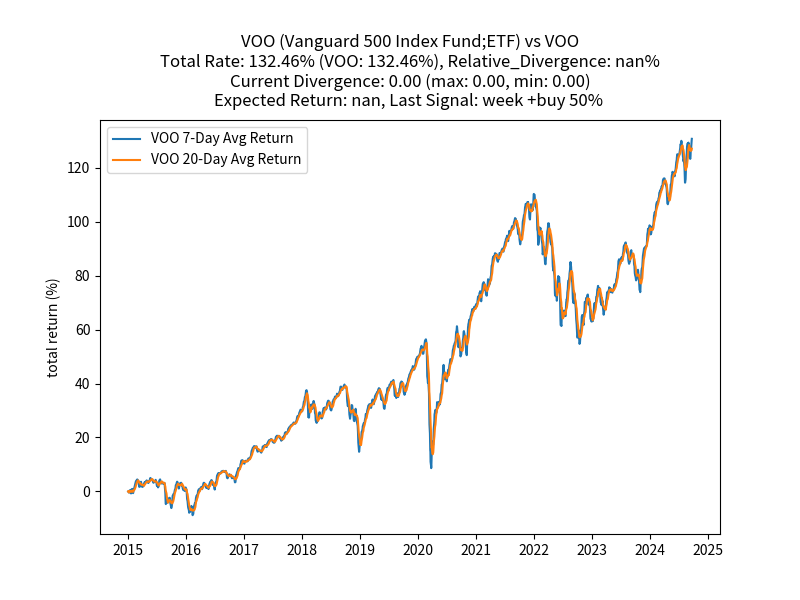 VOO (Vanguard 500 Index Fund;ETF) vs VOO
Total Rate: 132.46% (VOO: 132.46%), Relative_Divergence: nan%
Current Divergence: 0.00 (max: 0.00, min: 0.00)
Expected Return: nan, Last Signal: week +buy 50%
VOO 7-Day Avg Return
VOO 20-Day Avg Return
total return (%)
120
100
80
60
40
20
0
2015 2016 2017 2018 2019 2020 2021 2022 2023 2024 2025